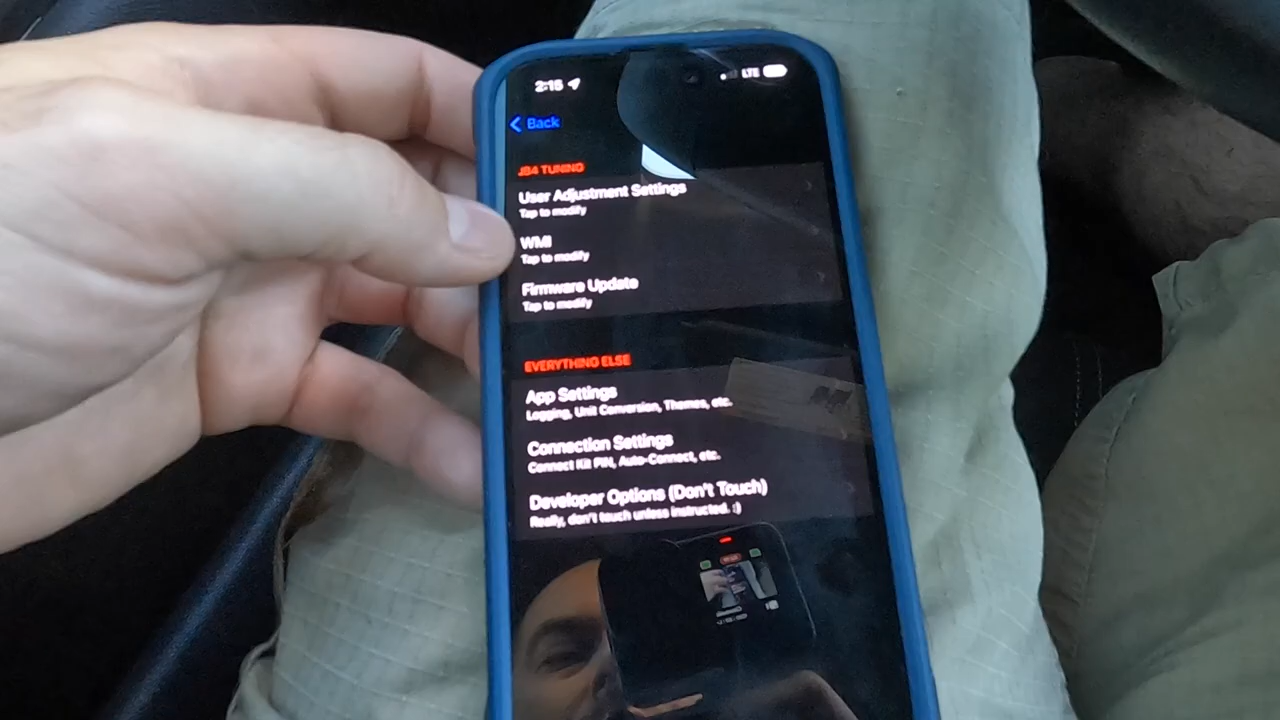 2:15
LTE
Back
JB4 TUNING
User Adjustment Settings
Tap to modify
WMI
Tap to modify
Firmware Update
Tap to modify
EVERYTHING ELSE
App Settings
Logging, Unit Conversion, Themes, etc.
Connection Settings
Connect Kit PIN, Auto-Connect, etc.
Developer Options (Don't Touch)
Really, don't touch unless instructed. :)